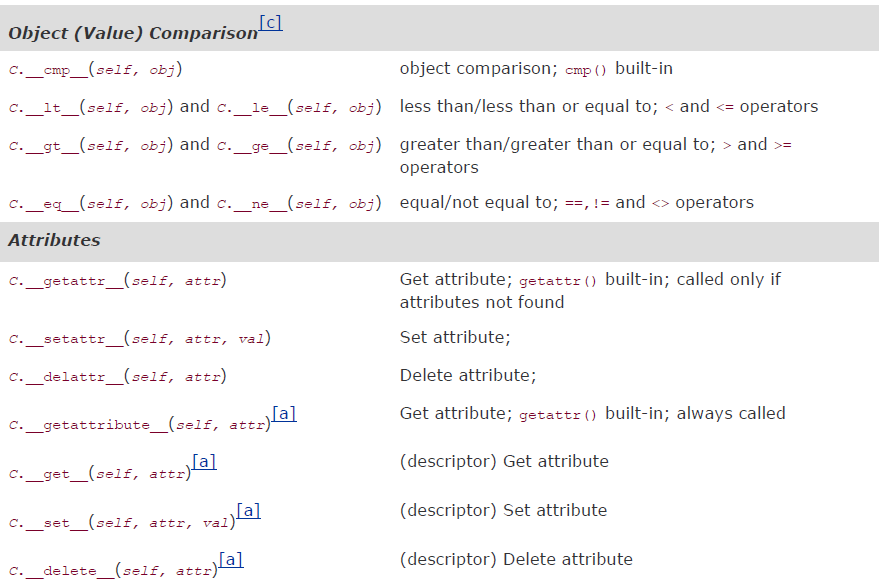 Object (Value) Comparison[c]
C.__cmp__(self, obj) object comparison; cmp() built-in
C.__lt__(self, obj) and C.__le__(self, obj) less than/less than or equal to; < and <= operators
C.__gt__(self, obj) and C.__ge__(self, obj) greater than/greater than or equal to; > and >=
operators
C.__eq__(self, obj) and C.__ne__(self, obj) equal/not equal to; ==,!= and <> operators
Attributes
C.__getattr__(self, attr) Get attribute; getattr() built-in; called only if
attributes not found
C.__setattr__(self, attr, val) Set attribute;
C.__delattr__(self, attr) Delete attribute;
C.__getattribute__(self, attr)[a] Get attribute; getattr() built-in; always called
C.__get__(self, attr)[a] (descriptor) Get attribute
C.__set__(self, attr, val)[a] (descriptor) Set attribute
C.__delete__(self, attr)[a] (descriptor) Delete attribute